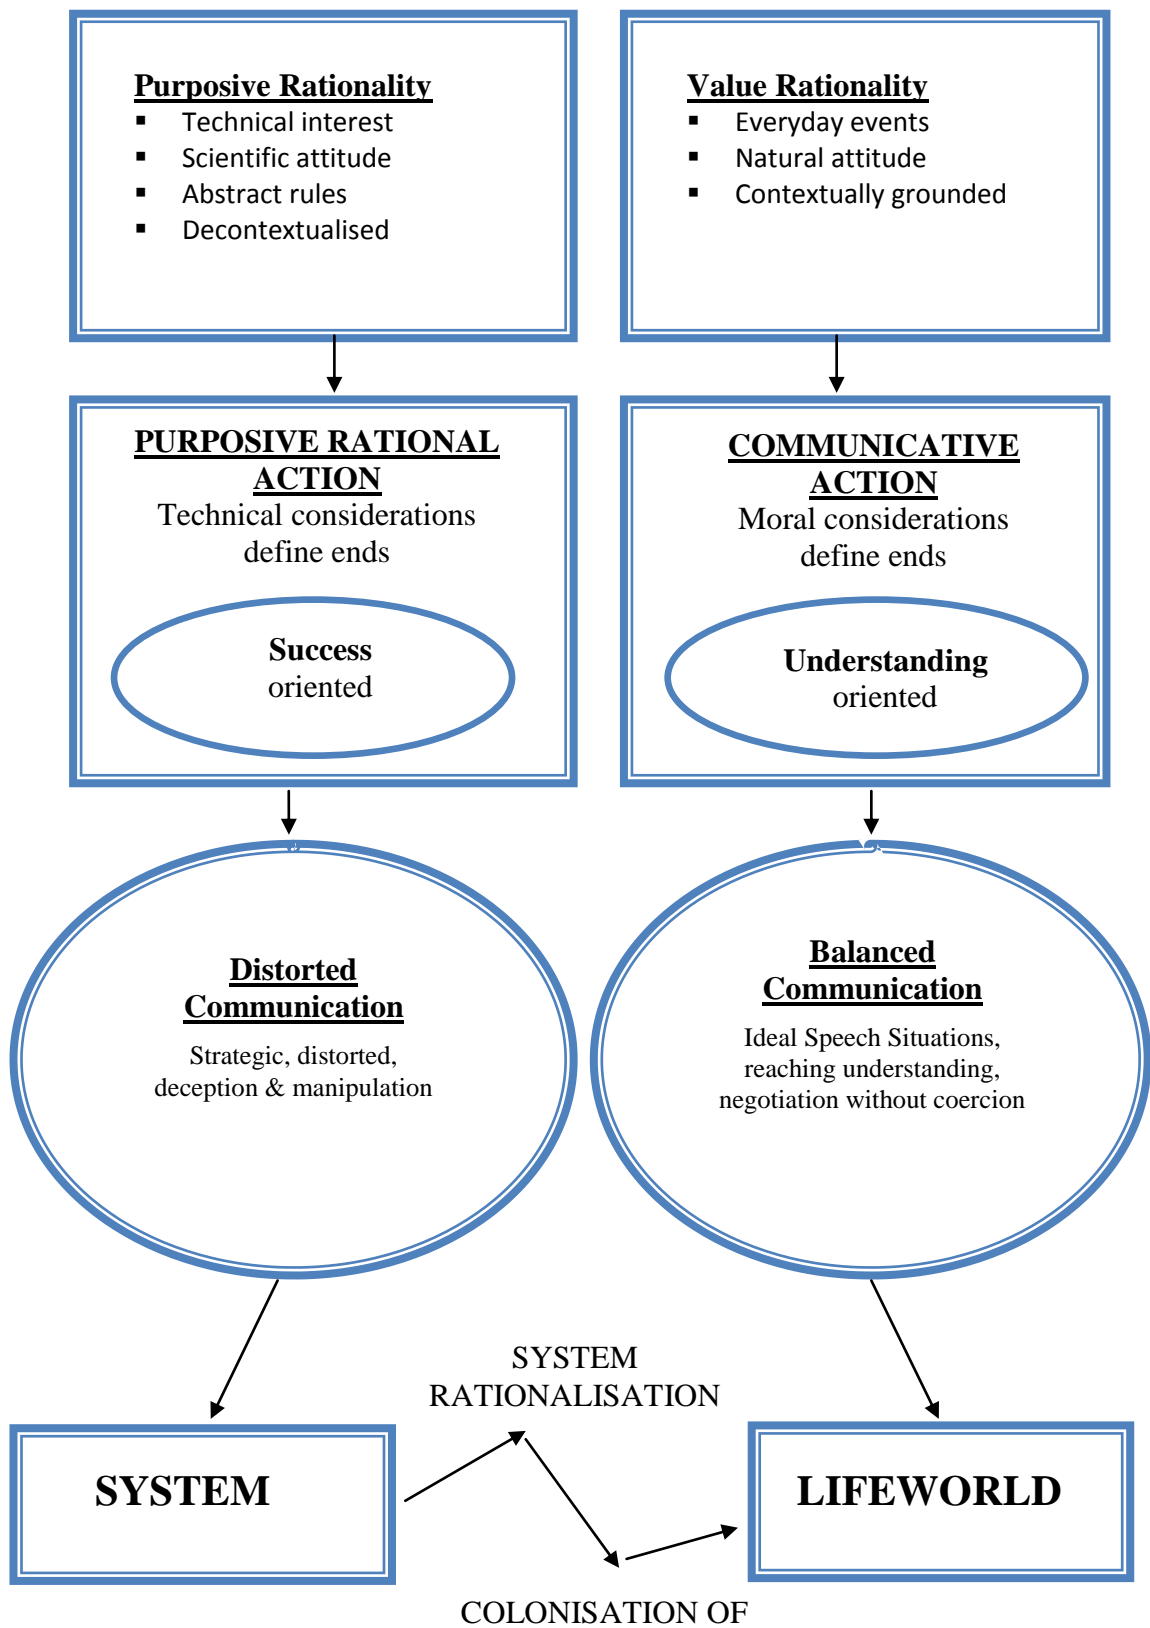 Purposive Rationality
▪ Technical interest
▪ Scientific attitude
▪ Abstract rules
▪ Decontextualised
Value Rationality
▪ Everyday events
▪ Natural attitude
▪ Contextually grounded
PURPOSIVE RATIONAL
ACTION
Technical considerations
define ends
Success
oriented
COMMUNICATIVE
ACTION
Moral considerations
define ends
Understanding
oriented
Distorted
Communication
Strategic, distorted,
deception & manipulation
Balanced
Communication
Ideal Speech Situations,
reaching understanding,
negotiation without coercion
SYSTEM
RATIONALISATION
SYSTEM
LIFEWORLD
COLONISATION OF